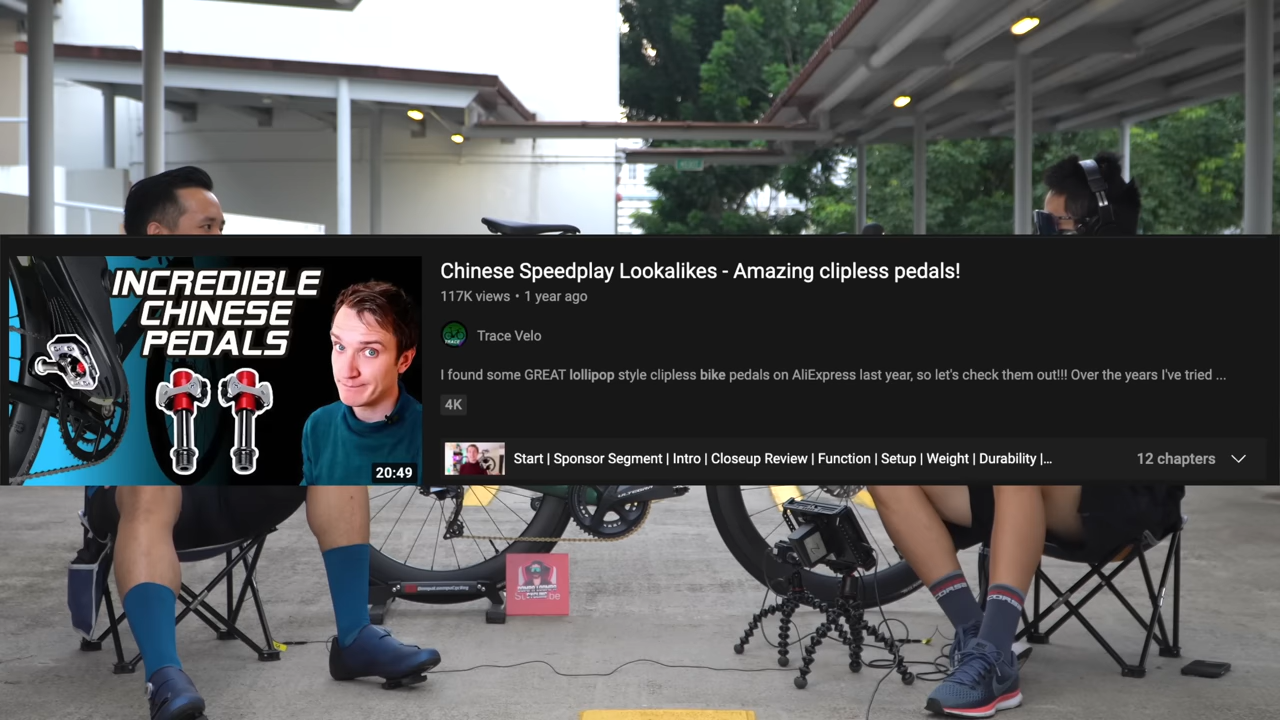 INCREDIBLE
CHINESE
PEDALS
20:49
Chinese Speedplay Lookalikes - Amazing clipless pedals!
117K views • 1 year ago
Trace Velo
I found some GREAT lollipop style clipless bike pedals on AliExpress last year, so let's check them out!!! Over the years I've tried ...
4K
Start | Sponsor Segment | Intro | Closeup Review | Function | Setup | Weight | Durability |...
12 chapters
ULTEGRA